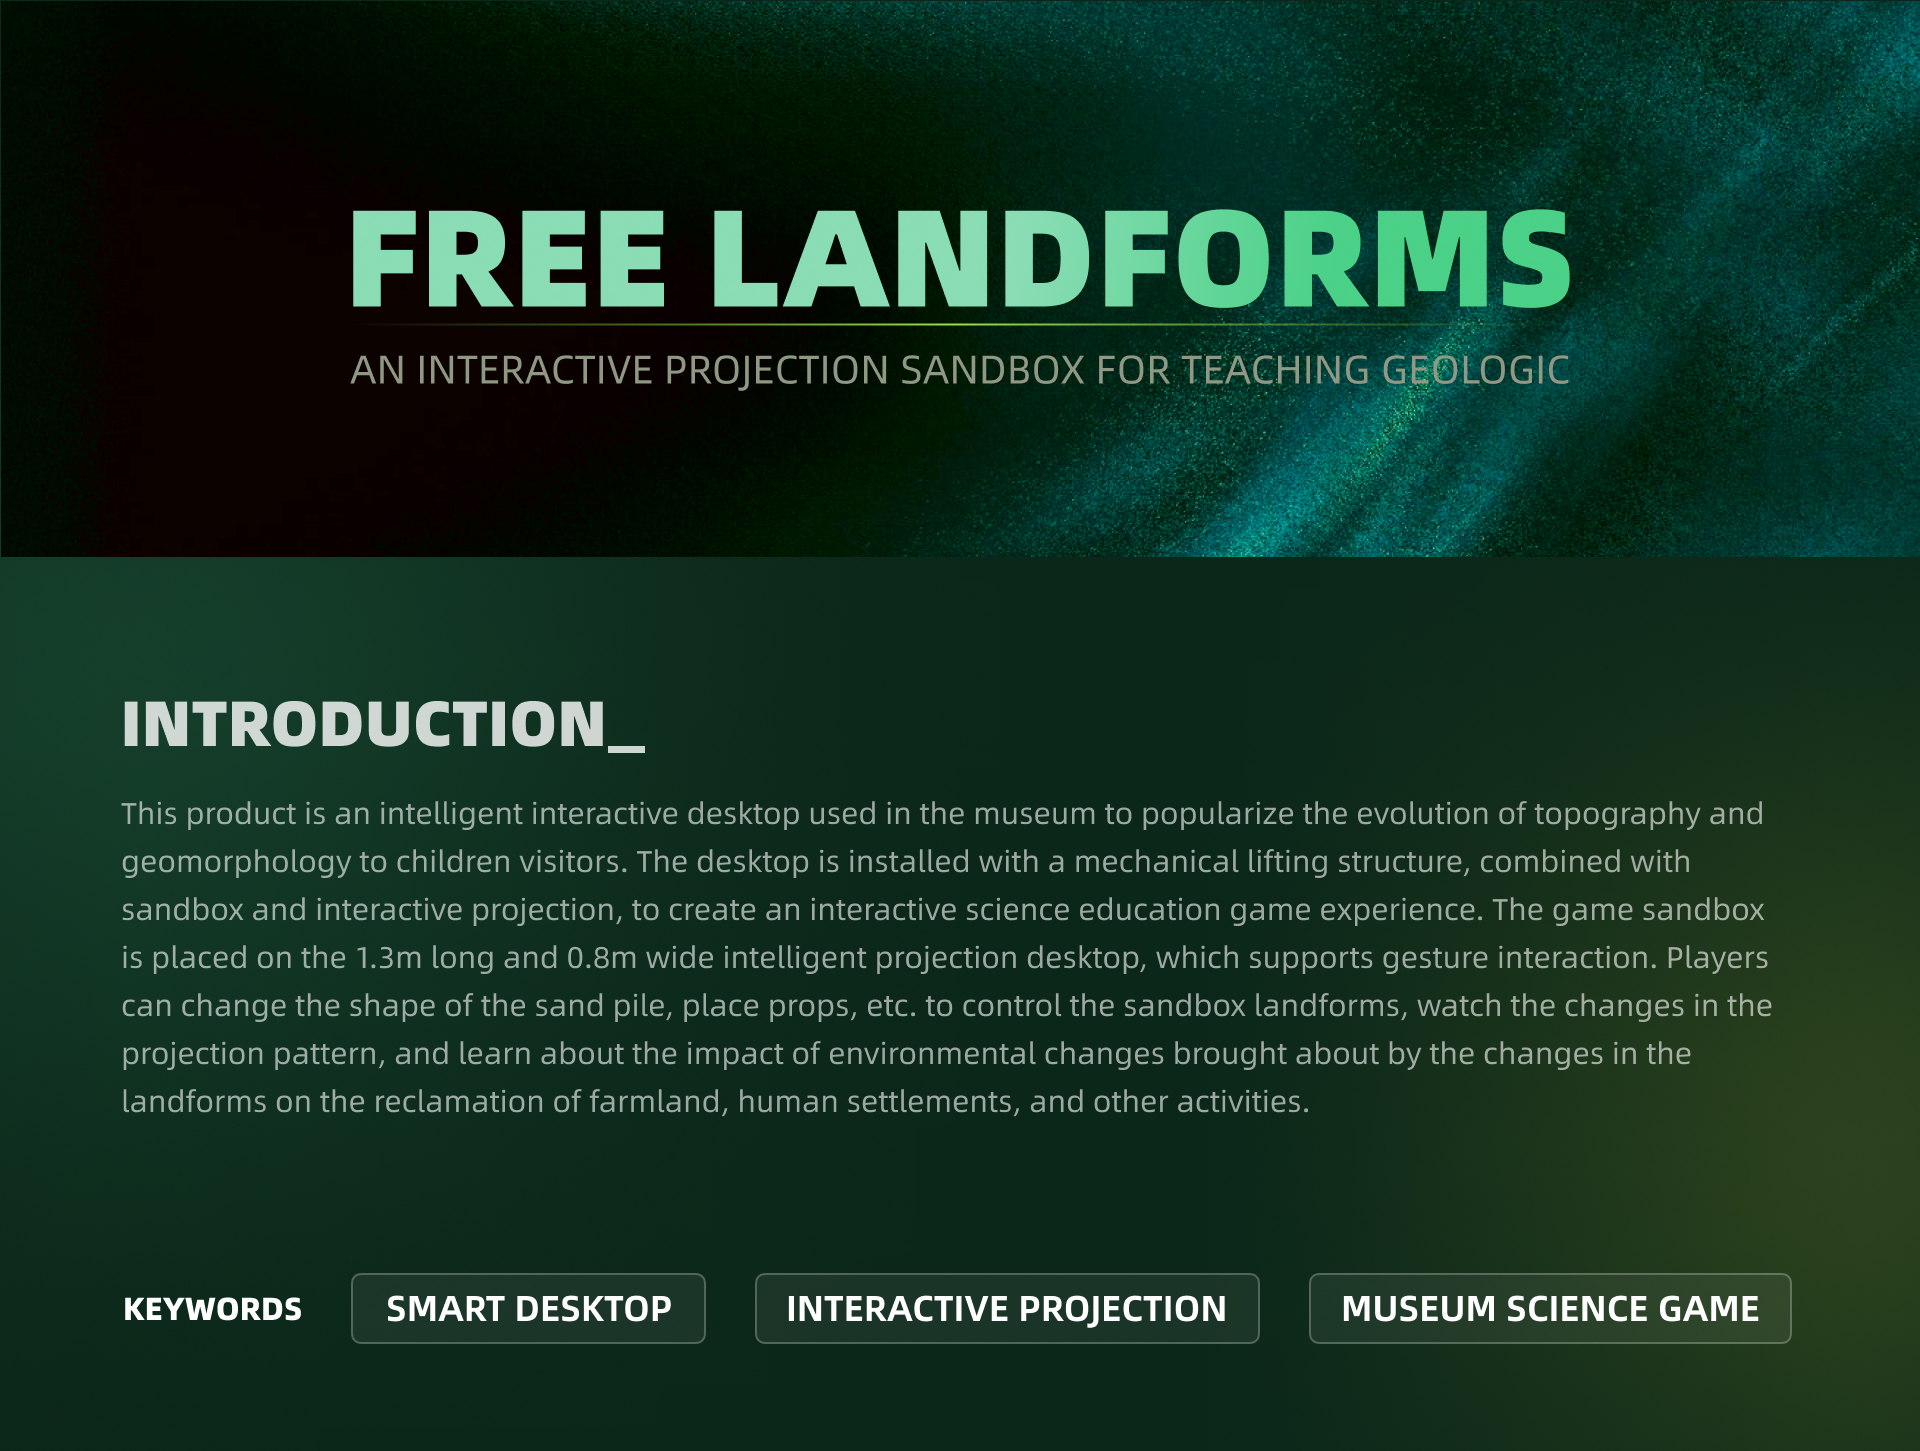 FREE LANDFORMS
AN INTERACTIVE PROJECTION SANDBOX FOR TEACHING GEOLOGIC
INTRODUCTION_
This product is an intelligent interactive desktop used in the museum to popularize the evolution of topography and
geomorphology to children visitors. The desktop is installed with a mechanical lifting structure, combined with
sandbox and interactive projection, to create an interactive science education game experience. The game sandbox
is placed on the 1.3m long and 0.8m wide intelligent projection desktop, which supports gesture interaction. Players
can change the shape of the sand pile, place props, etc. to control the sandbox landforms, watch the changes in the
projection pattern, and learn about the impact of environmental changes brought about by the changes in the
landforms on the reclamation of farmland, human settlements, and other activities.
KEYWORDS SMART DESKTOP INTERACTIVE PROJECTION MUSEUM SCIENCE GAME